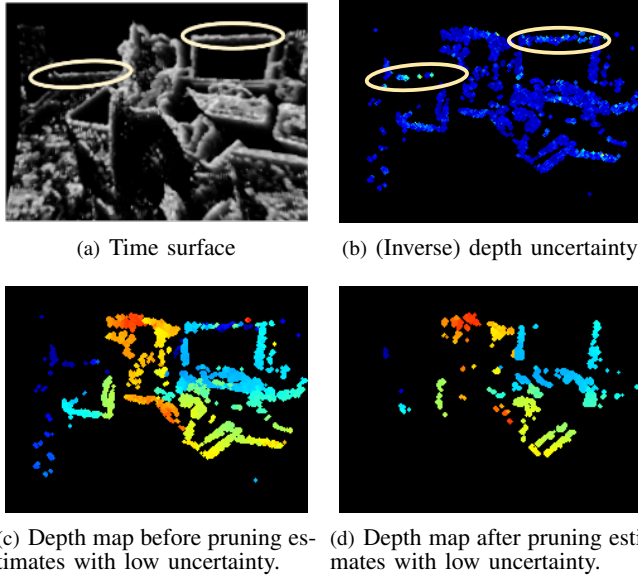 (a) Time surface
(b) (Inverse) depth uncertainty
(c) Depth map before pruning es-
timates with low uncertainty.
(d) Depth map after pruning esti
mates with low uncertainty.